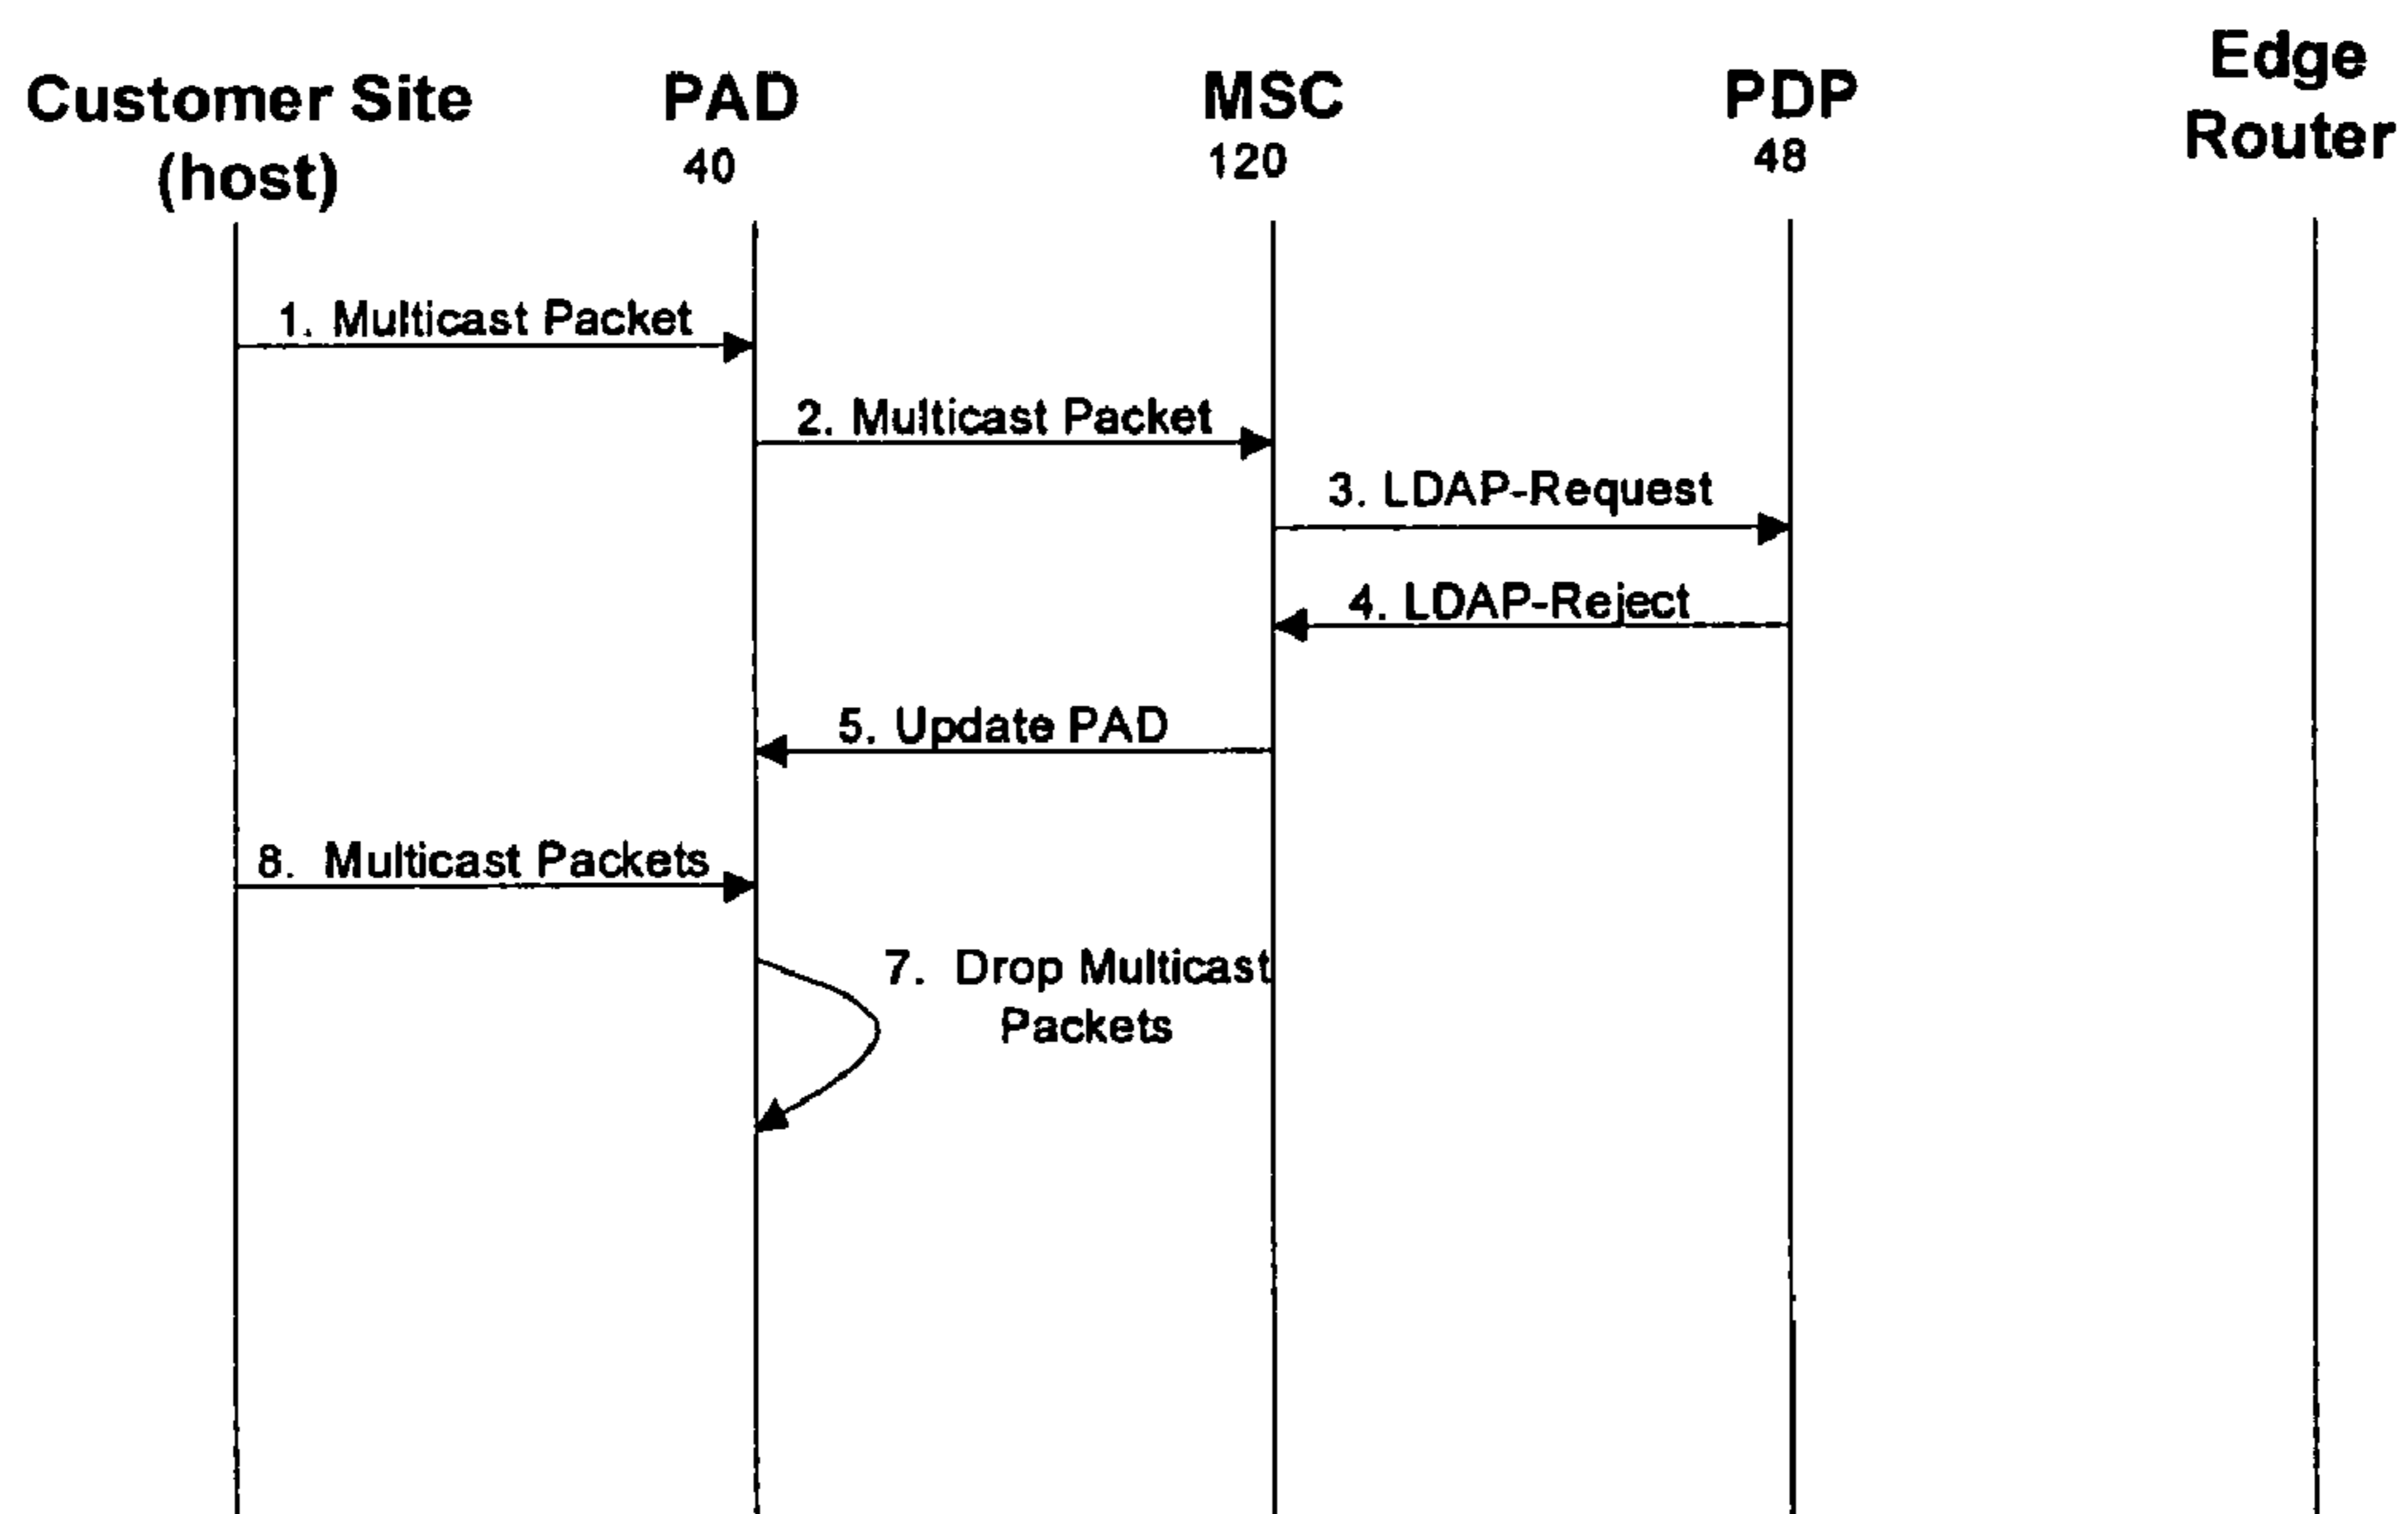 Customer Site
(host)
PAD
40
MSC
120
PDP
48
Edge
Router
1. Multicast Packet
2. Multicast Packet
3. LDAP-Request
4. LDAP-Reject
5. Update PAD
8. Multicast Packets
7. Drop Multicast
Packets